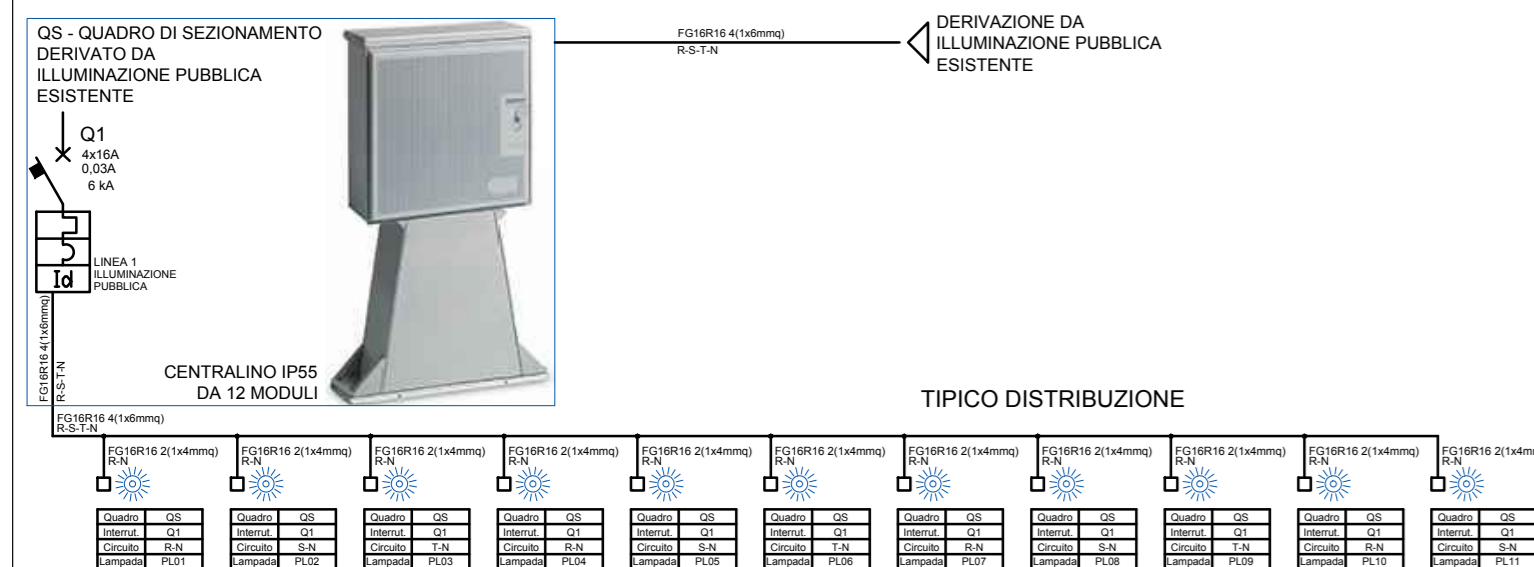 QS - QUADRO DI SEZIONAMENTO
DERIVATO DA
ILLUMINAZIONE PUBBLICA
ESISTENTE
Q1
4x16A
0,03A
6 kA
Id
LINEA 1
ILLUMINAZIONE
PUBBLICA
FG16R16 4(1x6mmq)
R-S-T-N
CENTRALINO IP55
DA 12 MODULI
FG16R16 4(1x6mmq)
R-S-T-N
DERIVAZIONE DA
ILLUMINAZIONE PUBBLICA
ESISTENTE
TIPICO DISTRIBUZIONE
FG16R16 4(1x6mmq)
R-S-T-N
FG16R16 2(1x4mmq)
R-N
Quadro QS
Interrut. Q1
Circuito R-N
Lampada PL01
FG16R16 2(1x4mmq)
R-N
Quadro QS
Interrut. Q1
Circuito S-N
Lampada PL02
FG16R16 2(1x4mmq)
R-N
Quadro QS
Interrut. Q1
Circuito T-N
Lampada PL03
FG16R16 2(1x4mmq)
R-N
Quadro QS
Interrut. Q1
Circuito R-N
Lampada PL04
FG16R16 2(1x4mmq)
R-N
Quadro QS
Interrut. Q1
Circuito S-N
Lampada PL05
FG16R16 2(1x4mmq)
R-N
Quadro QS
Interrut. Q1
Circuito T-N
Lampada PL06
FG16R16 2(1x4mmq)
R-N
Quadro QS
Interrut. Q1
Circuito R-N
Lampada PL07
FG16R16 2(1x4mmq)
R-N
Quadro QS
Interrut. Q1
Circuito S-N
Lampada PL08
FG16R16 2(1x4mmq)
R-N
Quadro QS
Interrut. Q1
Circuito T-N
Lampada PL09
FG16R16 2(1x4mmq)
R-N
Quadro QS
Interrut. Q1
Circuito R-N
Lampada PL10
FG16R16 2(1x4m
R-N
Quadro QS
Interrut. Q1
Circuito S-N
Lampada PL11